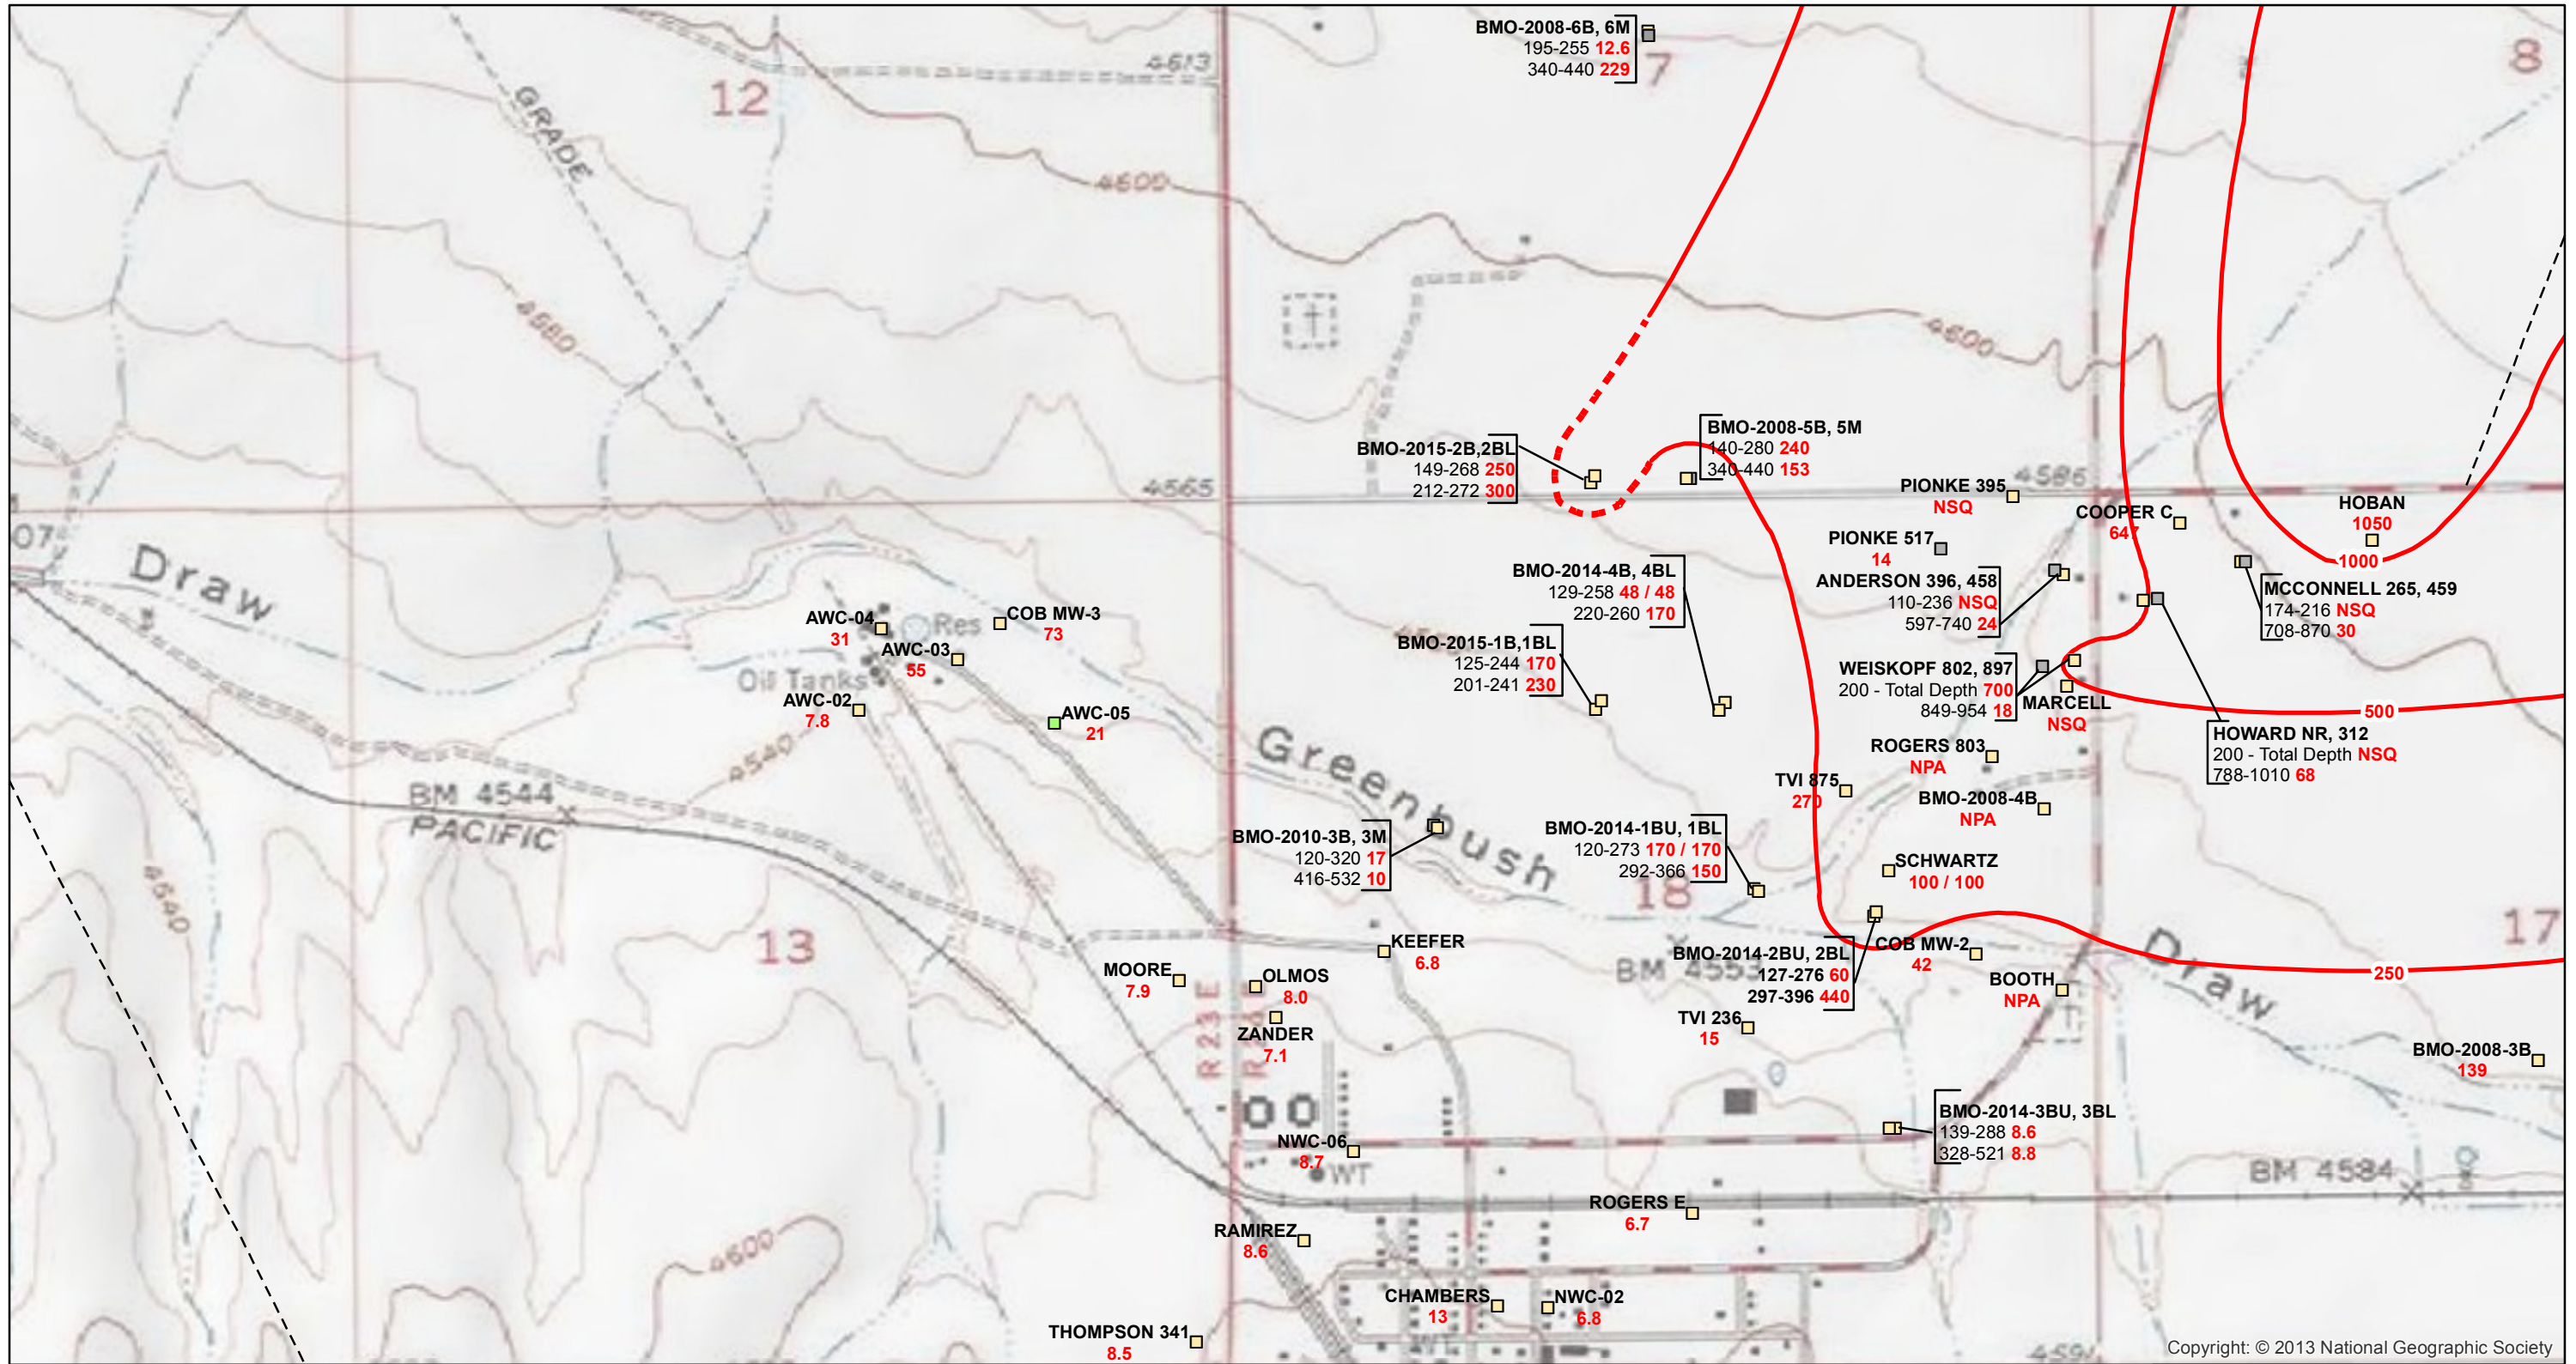 BMO-2008-6B, 6M
195-255 12.6
340-440 229
7
8
4613
12
GRADE
4600
4580
4600
BMO-2015-2B,2BL
149-268 250
212-272 300
BMO-2008-5B, 5M
140-280 240
340-440 153
4565
4586
PIONKE 395
NSQ
COOPER C
647
HOBAN
1050
1000
07
Draw
PIONKE 517
14
BMO-2014-4B, 4BL
129-258 48 / 48
220-260 170
ANDERSON 396, 458
110-236 NSQ
597-740 24
MCCONNELL 265, 459
174-216 NSQ
708-870 30
AWC-04
31
Res
COB MW-3
73
AWC-03
55
Oil Tanks
AWC-02
7.8
AWC-05
21
BMO-2015-1B,1BL
125-244 170
201-241 230
WEISKOPF 802, 897
200 - Total Depth 700
849-954 18
MARCELL
NSQ
500
HOWARD NR, 312
200 - Total Depth NSQ
788-1010 68
4540
Greenbush
ROGERS 803
NPA
TVI 875
270
BMO-2008-4B
NPA
BM 4544
PACIFIC
BMO-2010-3B, 3M
120-320 17
416-532 10
BMO-2014-1BU, 1BL
120-273 170 / 170
292-366 150
SCHWARTZ
100 / 100
4640
18
13
17
KEEFER
6.8
BMO-2014-2BU, 2BL
127-276 60
297-396 440
BM 4553
COB MW-2
42
Draw
250
MOORE
7.9
OLMOS
8.0
BOOTH
NPA
R 23 E
ZANDER
7.1
TVI 236
15
BMO-2008-3B
139
OO
BMO-2014-3BU, 3BL
139-288 8.6
328-521 8.8
NWC-06
8.7
WT
BM 4584
ROGERS E
6.7
RAMIREZ
8.6
4600
CHAMBERS
13
NWC-02
6.8
THOMPSON 341
8.5
Copyright: © 2013 National Geographic Society